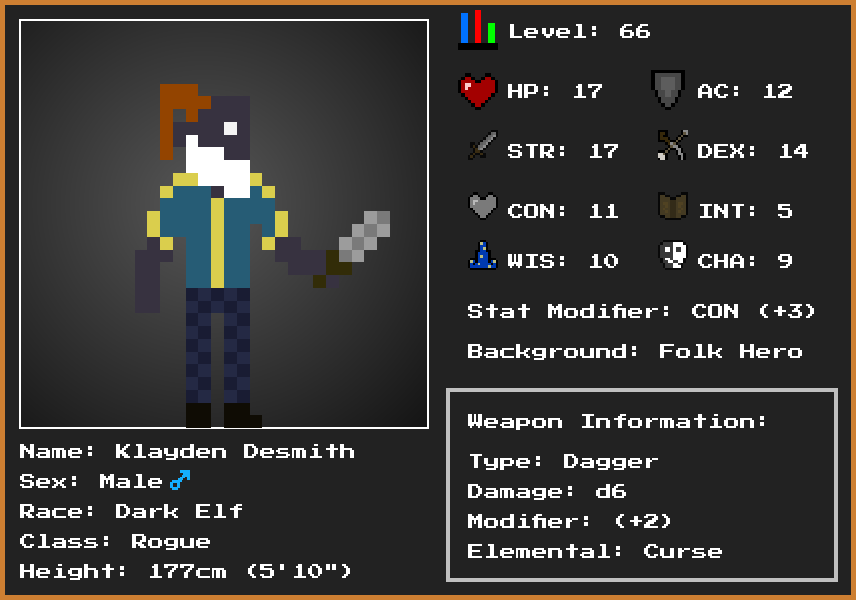 Level: 66
HP: 17
AC: 12
STR: 17
DEX: 14
CON: 11
INT: 5
WIS: 10
CHA: 9
Stat Modifier: CON (+3)
Background: Folk Hero
Weapon Information:
Type: Dagger
Damage: d6
Modifier: (+2)
Elemental: Curse
Name: Klayden Desmith
Sex: Male♂
Race: Dark Elf
Class: Rogue
Height: 177cm (5'10")